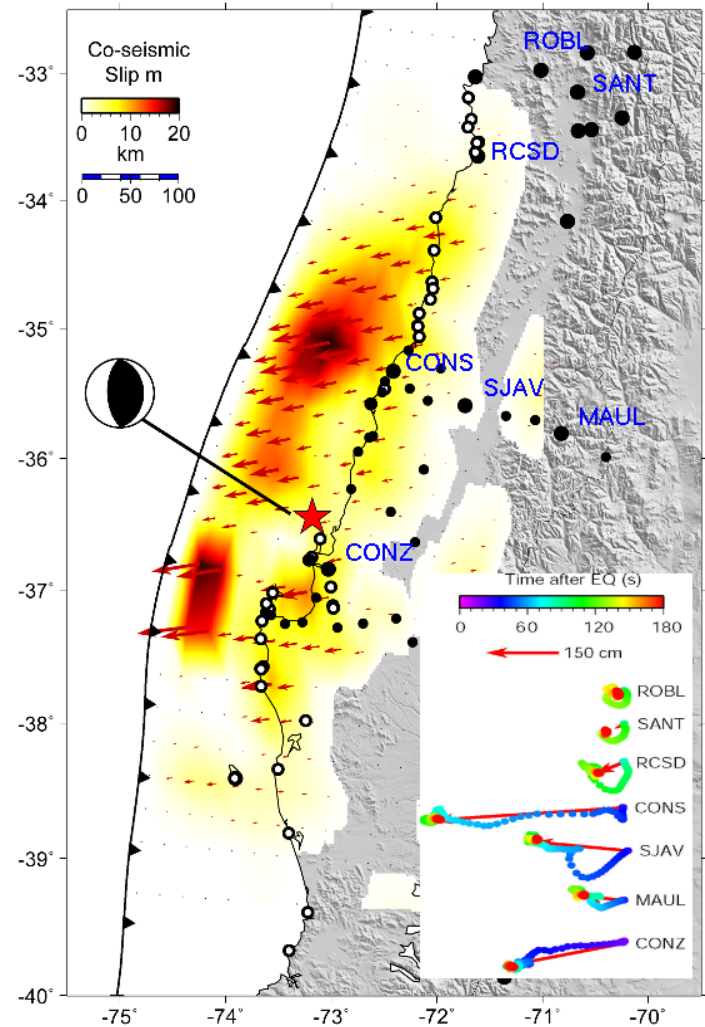 Co-seismic
Slip m
0 10 20
km
0 50 100
ROBL
SANT
RCSD
CONS
SJAV
MAUL
CONZ
-33
-34
-35
-36
-37
-38
-39
-40
-75 -74 -73 -72 -71 -70
Time after EQ (s)
0 60 120 180
150 cm
ROBL
SANT
RCSD
CONS
SJAV
MAUL
CONZ